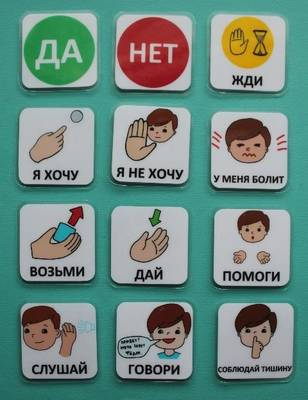 ДА
НЕТ
ЖДИ
Я ХОЧУ
Я НЕ ХОЧУ
У МЕНЯ БОЛИТ
ВОЗЬМИ
ДАЙ
ПОМОГИ
СЛУШАЙ
ГОВОРИ
СОБЛЮДАЙ ТИШИНУ